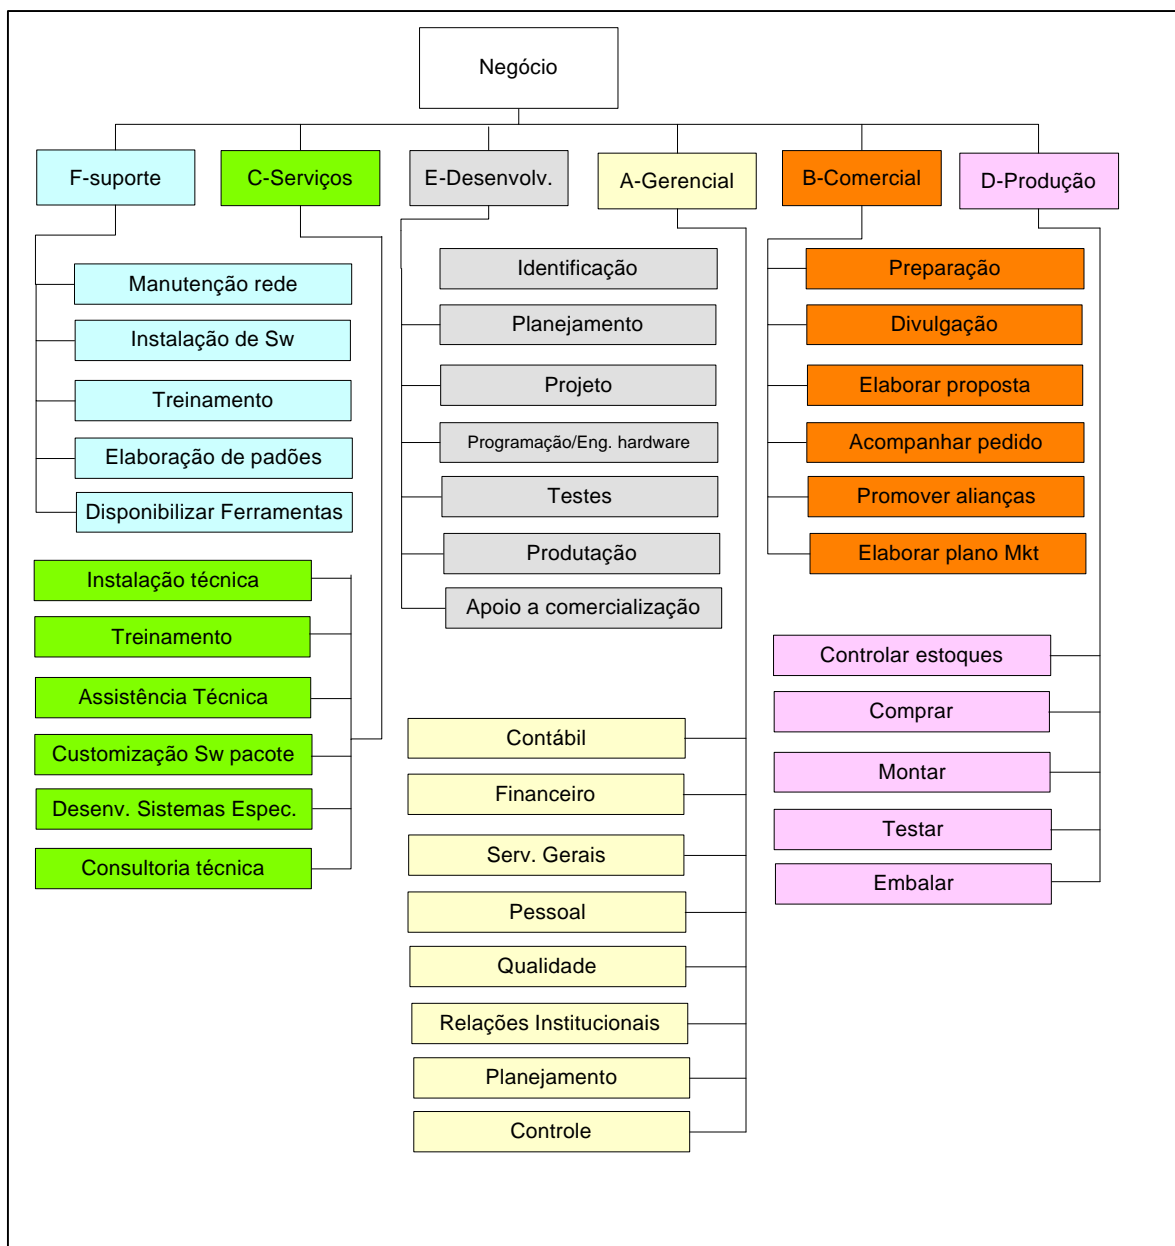 Negócio
F-suporte
C-Serviços
E-Desenvolv.
A-Gerencial
B-Comercial
D-Produção
Manutenção rede
Instalação de Sw
Treinamento
Elaboração de padões
Disponibilizar Ferramentas
Instalação técnica
Treinamento
Assistência Técnica
Customização Sw pacote
Desenv. Sistemas Espec.
Consultoria técnica
Identificação
Planejamento
Projeto
Programação/Eng. hardware
Testes
Produtação
Apoio a comercialização
Contábil
Financeiro
Serv. Gerais
Pessoal
Qualidade
Relações Institucionais
Planejamento
Controle
Preparação
Divulgação
Elaborar proposta
Acompanhar pedido
Promover alianças
Elaborar plano Mkt
Controlar estoques
Comprar
Montar
Testar
Embalar